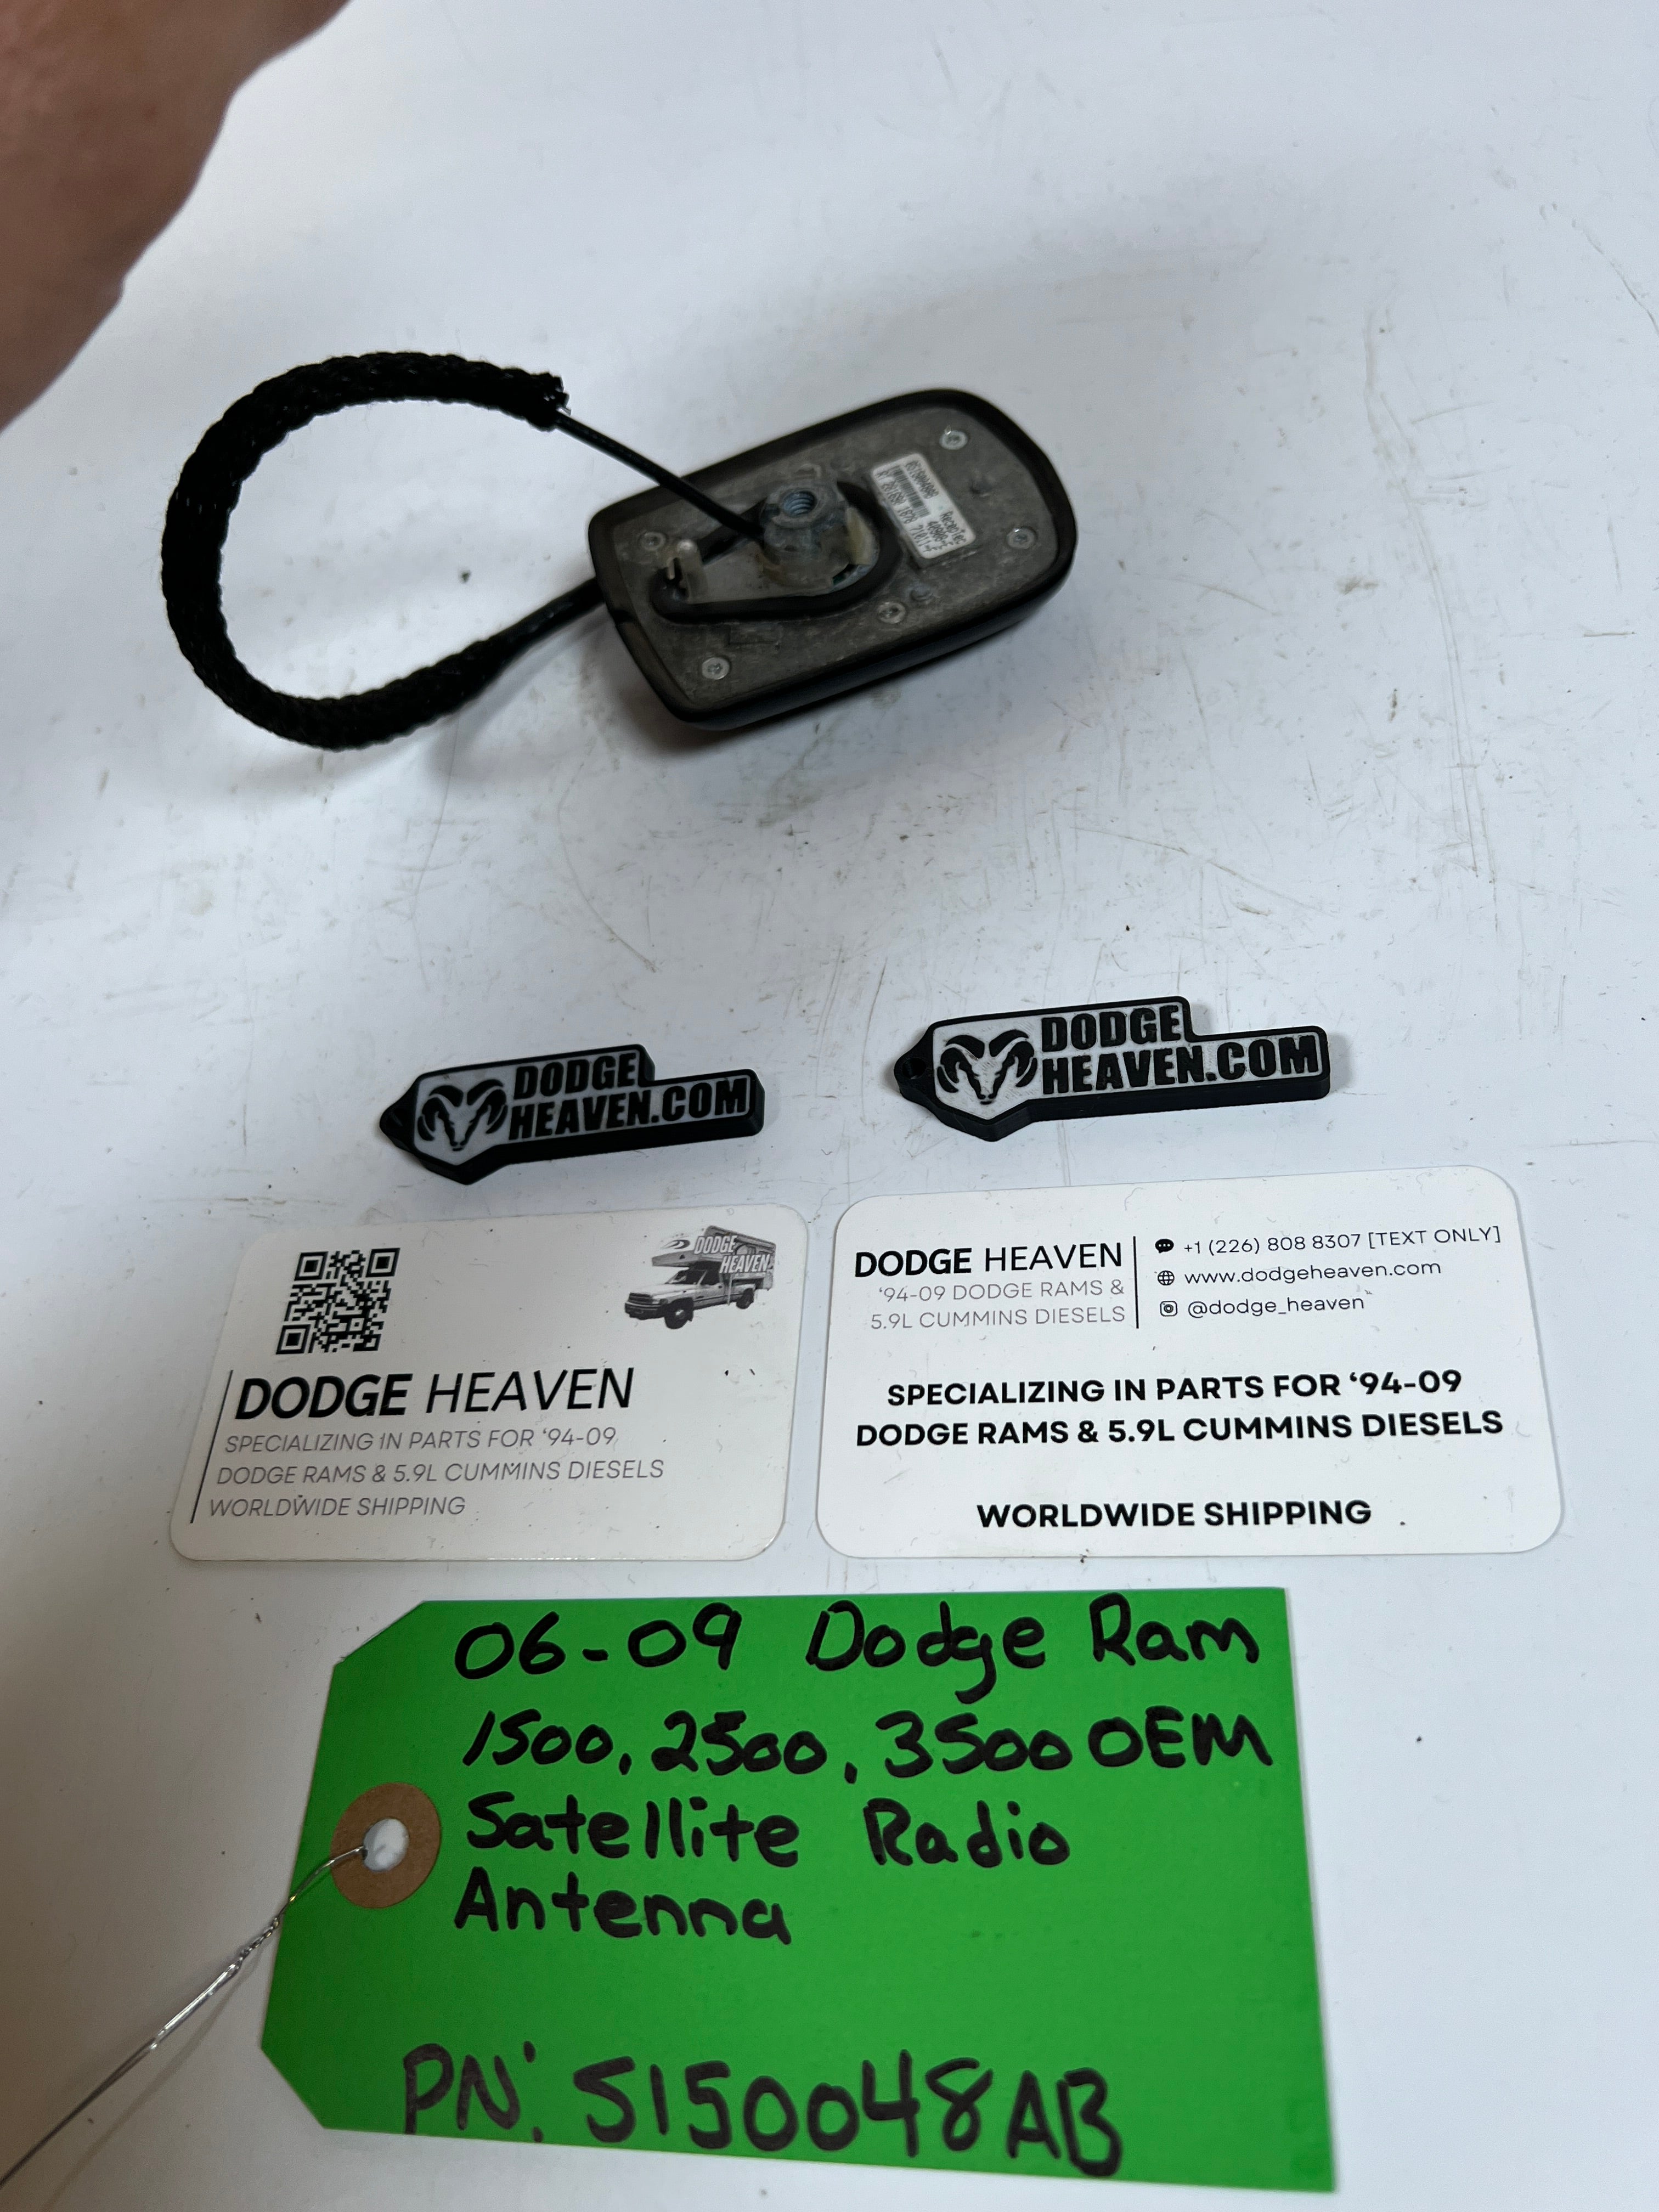 DODGE
HEAVEN.COM
DODGE
HEAVEN.COM
DODGE
HEAVEN
DODGE HEAVEN
SPECIALIZING IN PARTS FOR ‘94-09
DODGE RAMS & 5.9L CUMMINS DIESELS
WORLDWIDE SHIPPING
DODGE HEAVEN
‘94-09 DODGE RAMS &
5.9L CUMMINS DIESELS
+1 (226) 808 8307 [TEXT ONLY]
www.dodgeheaven.com
@dodge_heaven
SPECIALIZING IN PARTS FOR ‘94-09
DODGE RAMS & 5.9L CUMMINS DIESELS
WORLDWIDE SHIPPING
06-09 Dodge Ram
1500, 2500, 3500 OEM
Satellite Radio
Antenna
PN: 5150048AB